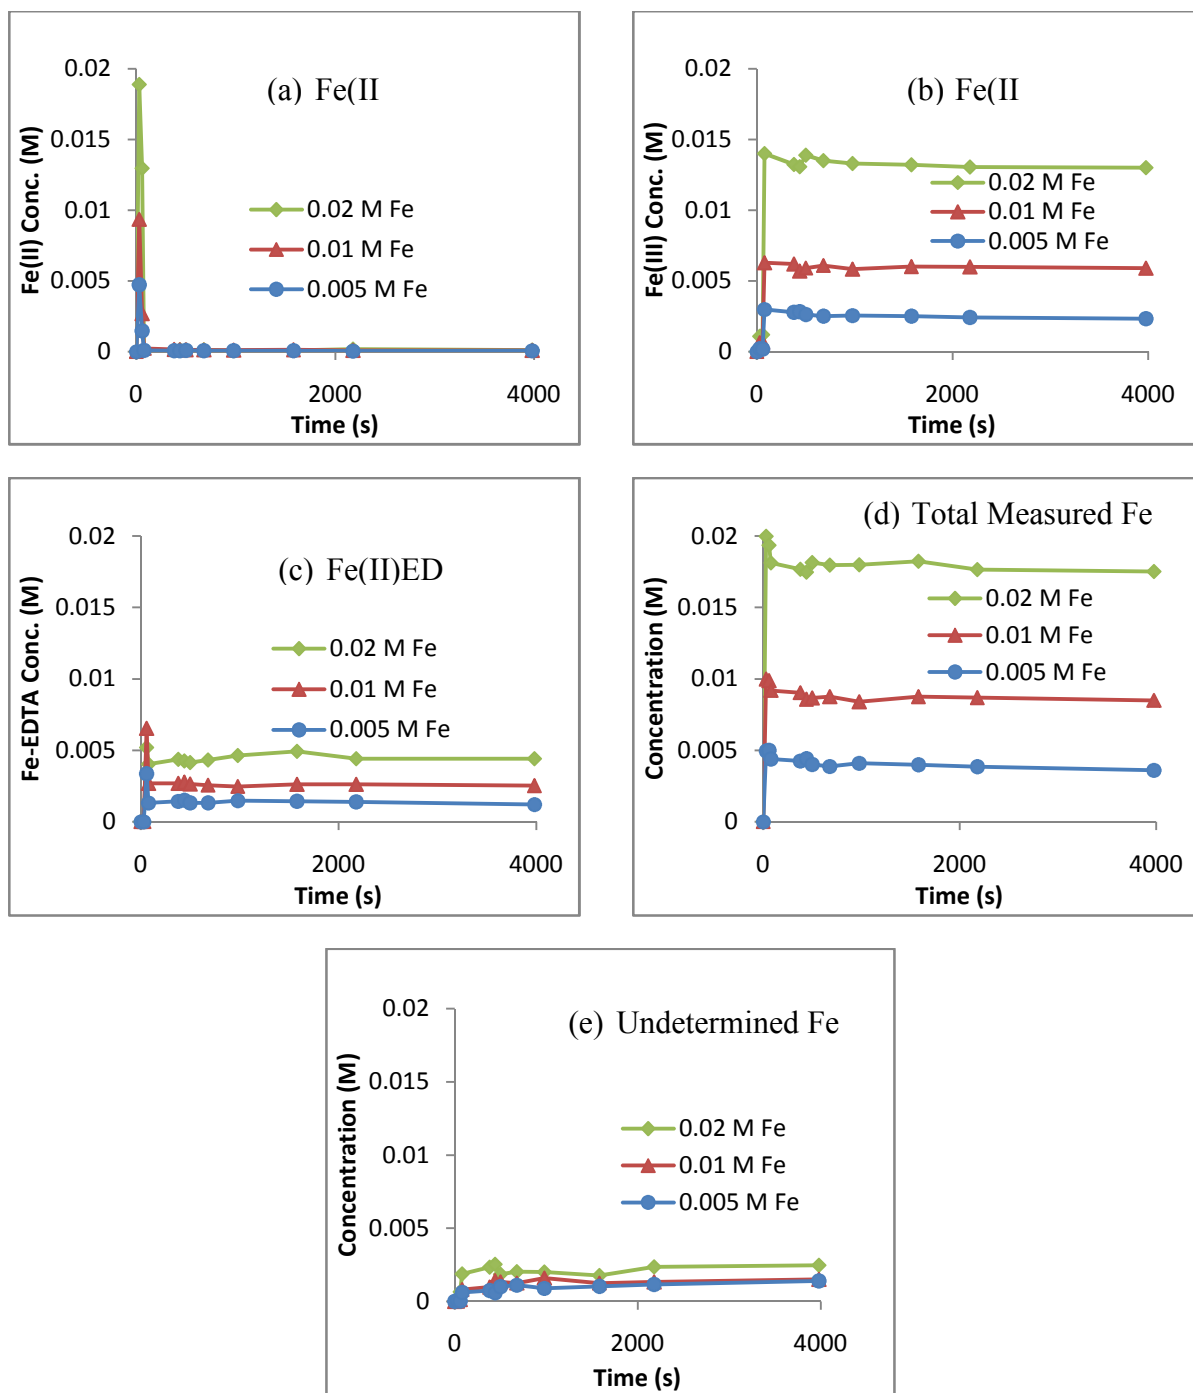 (a) Fe(II
Fe(II) Conc. (M)
0.02
0.015
0.01
0.005
0
0.02 M Fe
0.01 M Fe
0.005 M Fe
0 2000 4000
Time (s)
(b) Fe(II
Fe(III) Conc. (M)
0.02
0.015
0.01
0.005
0
0.02 M Fe
0.01 M Fe
0.005 M Fe
0 2000 4000
Time (s)
(c) Fe(II)ED
Fe-EDTA Conc. (M)
0.02
0.015
0.01
0.005
0
0.02 M Fe
0.01 M Fe
0.005 M Fe
0 2000 4000
Time (s)
(d) Total Measured Fe
Concentration (M)
0.02
0.015
0.01
0.005
0
0.02 M Fe
0.01 M Fe
0.005 M Fe
0 2000 4000
Time (s)
(e) Undetermined Fe
Concentration (M)
0.02
0.015
0.01
0.005
0
0.02 M Fe
0.01 M Fe
0.005 M Fe
0 2000 4000
Time (s)